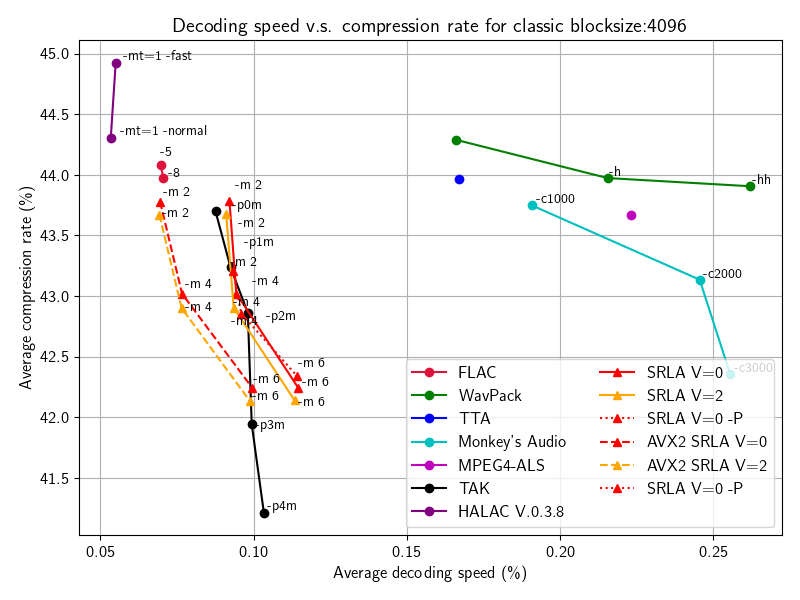 Decoding speed v.s. compression rate for classic blocksize:4096
45.0
44.5
44.0
43.5
43.0
42.5
42.0
41.5
Average compression rate (%)
-mt=1 -fast
-mt=1 -normal
-5
-8
-m 2
-m 2
-m 2
-p0m
-m 2
-p1m
-m 2
-m 4
-m 4
-m 4
-m 4
-m 4
-p2m
-m 6
-m 6
-m 6
-m 6
-m 6
-p3m
-p4m
-h
-hh
-c1000
-c2000
-c3000
FLAC
WavPack
TTA
Monkey's Audio
MPEG4-ALS
TAK
HALAC V.0.3.8
SRLA V=0
SRLA V=2
SRLA V=0 -P
AVX2 SRLA V=0
AVX2 SRLA V=2
SRLA V=0 -P
0.05
0.10
0.15
0.20
0.25
Average decoding speed (%)